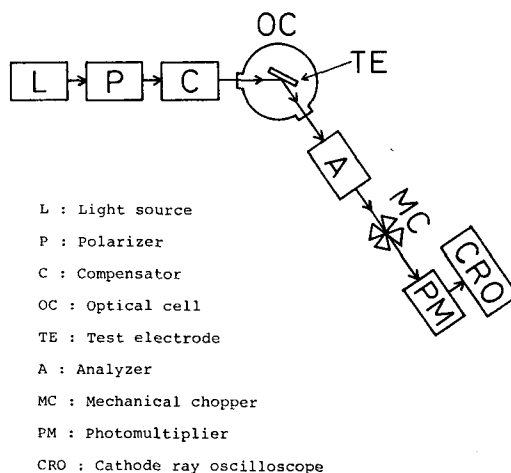 OC
TE
L
P
C
A
MC
PM
CRO
L : Light source
P : Polarizer
C : Compensator
OC : Optical cell
TE : Test electrode
A : Analyzer
MC : Mechanical chopper
PM : Photomultiplier
CRO : Cathode ray oscilloscope